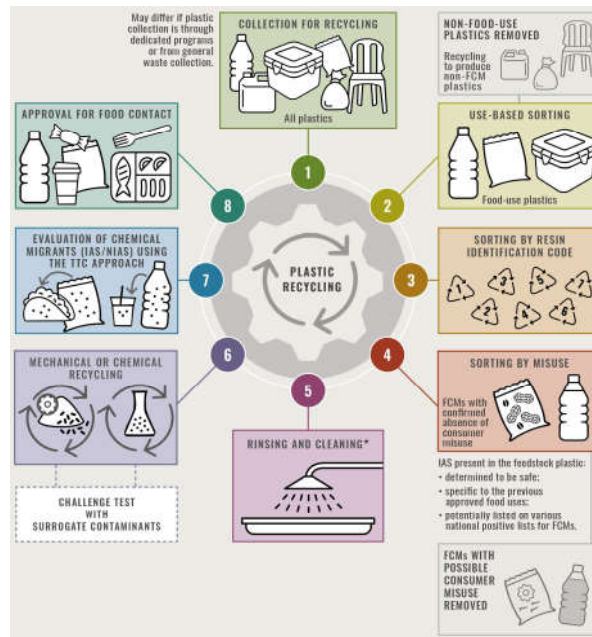 May differ if plastic
collection is through
dedicated programs
or from general
waste collection.
COLLECTION FOR RECYCLING
All plastics
1
NON-FOOD-USE
PLASTICS REMOVED
Recycling
to produce
non-FCM
plastics
USE-BASED SORTING
Food-use plastics
2
SORTING BY RESIN
IDENTIFICATION CODE
1
3
5
7
2
4
6
3
SORTING BY MISUSE
FCMs with
confirmed
absence of
consumer
misuse
4
IAS present in the feedstock plastic:
• determined to be safe;
• specific to the previous
approved food uses;
• potentially listed on various
national positive lists for FCMs.
FCMs WITH
POSSIBLE
CONSUMER
MISUSE
REMOVED
5
RINSING AND CLEANING*
6
MECHANICAL OR CHEMICAL
RECYCLING
CHALLENGE TEST
WITH
SURROGATE CONTAMINANTS
7
EVALUATION OF CHEMICAL
MIGRANTS (IAS/NIAS) USING
THE TTC APPROACH
8
APPROVAL FOR FOOD CONTACT
PLASTIC
RECYCLING